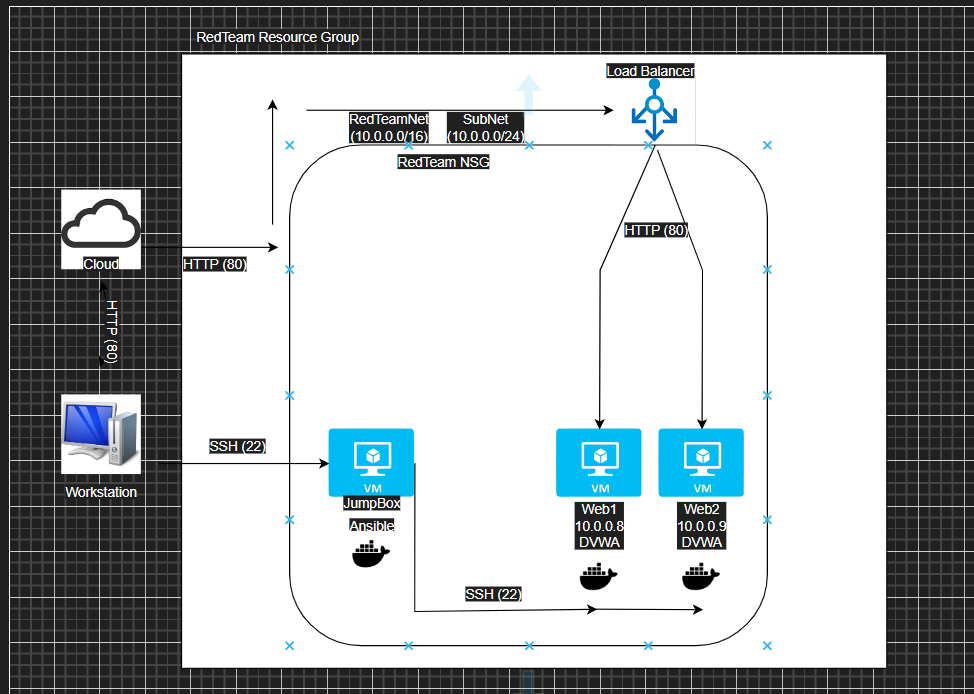 RedTeam Resource Group
Load Balancer
RedTeamNet
(10.0.0.0/16)
SubNet
(10.0.0.0/24)
RedTeam NSG
HTTP (80)
Cloud
HTTP (80)
HTTP (80)
SSH (22)
Workstation
VM
JumpBox
Ansible
VM
Web1
10.0.0.8
DVWA
VM
Web2
10.0.0.9
DVWA
SSH (22)